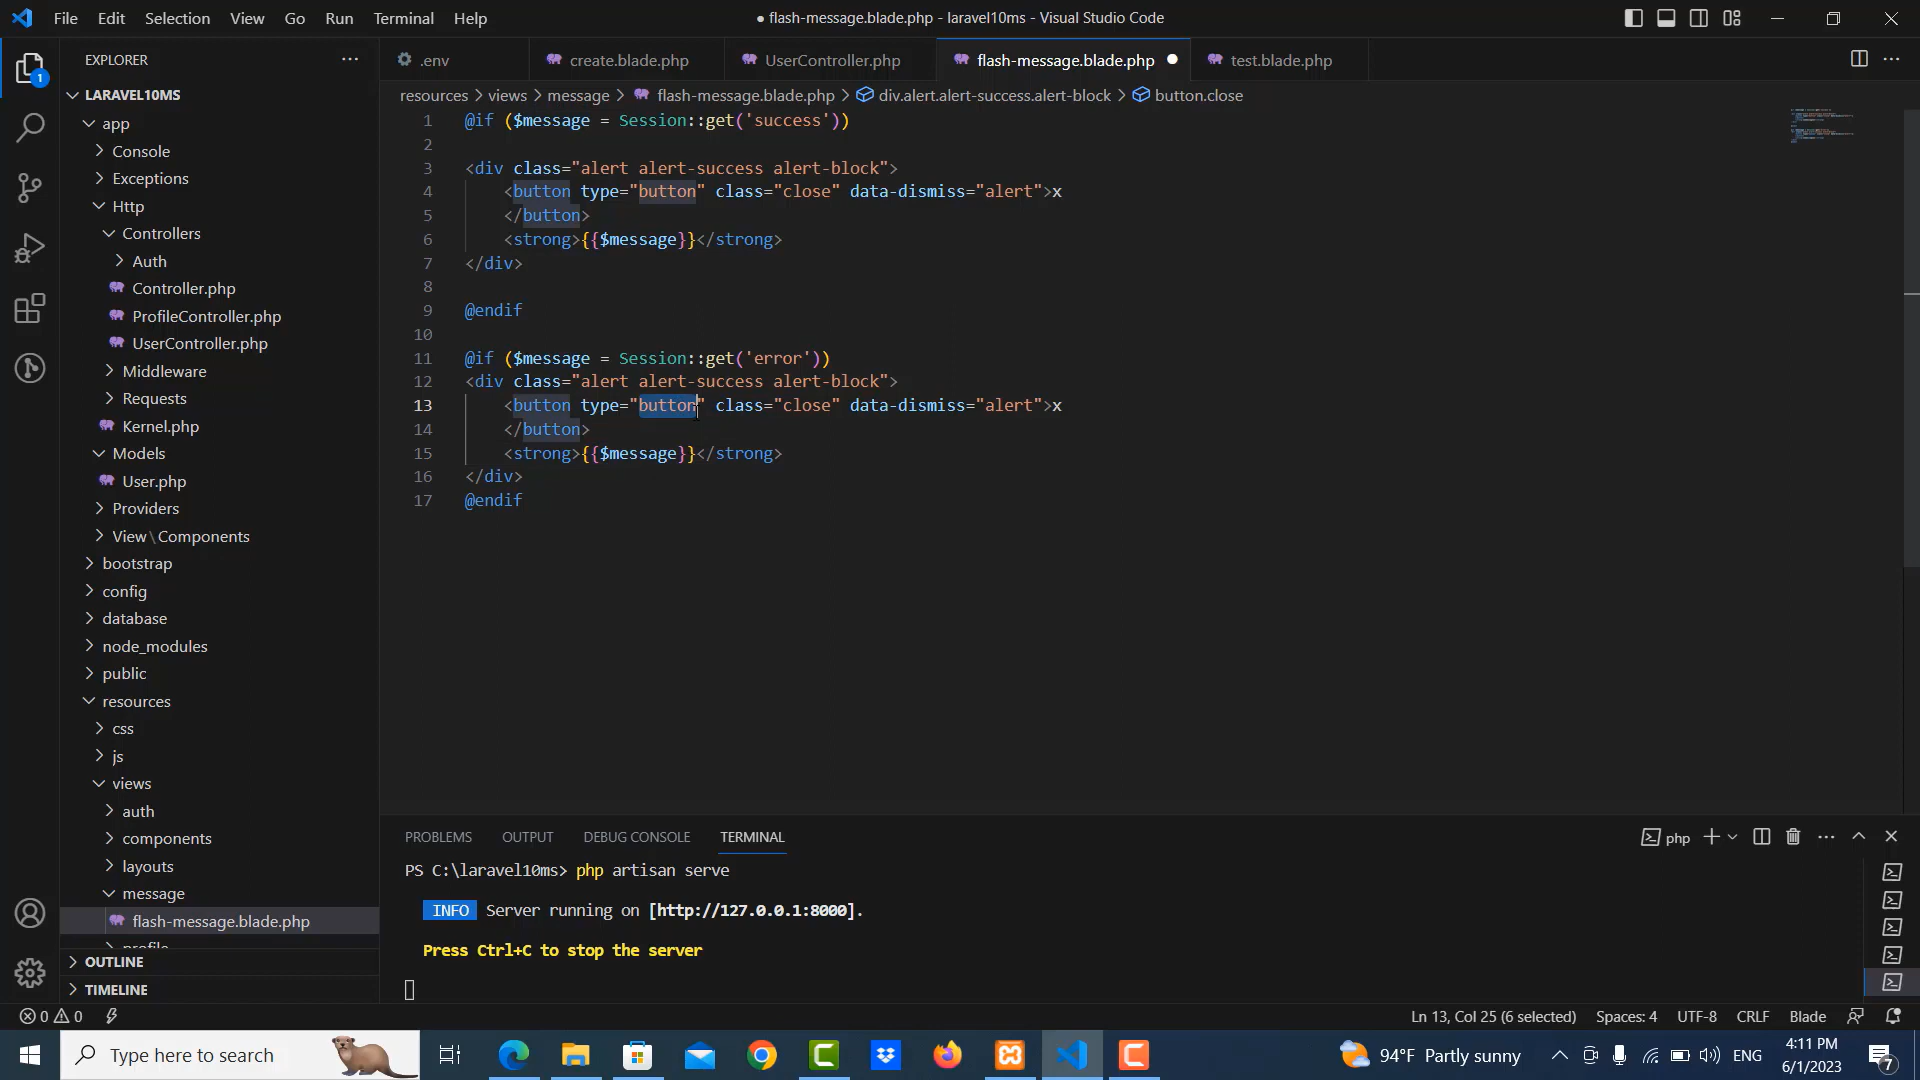 File Edit Selection View Go Run Terminal Help
● flash-message.blade.php - laravel10ms - Visual Studio Code
EXPLORER
LARAVEL10MS
app
Console
Exceptions
Http
Controllers
Auth
Controller.php
ProfileController.php
UserController.php
Middleware
Requests
Kernel.php
Models
User.php
Providers
View\Components
bootstrap
config
database
node_modules
public
resources
css
js
views
auth
components
layouts
message
flash-message.blade.php
profile
OUTLINE
TIMELINE
1
.env create.blade.php UserController.php flash-message.blade.php test.blade.php
resources > views > message > flash-message.blade.php > div.alert.alert-success.alert-block > button.close
1 @if ($message = Session::get('success'))
2
3 <div class="alert alert-success alert-block">
4 <button type="button" class="close" data-dismiss="alert">x
5 </button>
6 <strong>{{$message}}</strong>
7 </div>
8
9 @endif
10
11 @if ($message = Session::get('error'))
12 <div class="alert alert-success alert-block">
13 <button type="button" class="close" data-dismiss="alert">x
14 </button>
15 <strong>{{$message}}</strong>
16 </div>
17 @endif
PROBLEMS OUTPUT DEBUG CONSOLE TERMINAL
php
PS C:\laravel10ms> php artisan serve
INFO Server running on [http://127.0.0.1:8000].
Press Ctrl+C to stop the server
0 0
Ln 13, Col 25 (6 selected) Spaces: 4 UTF-8 CRLF Blade
Type here to search
94°F Partly sunny
ENG
4:11 PM
6/1/2023
7